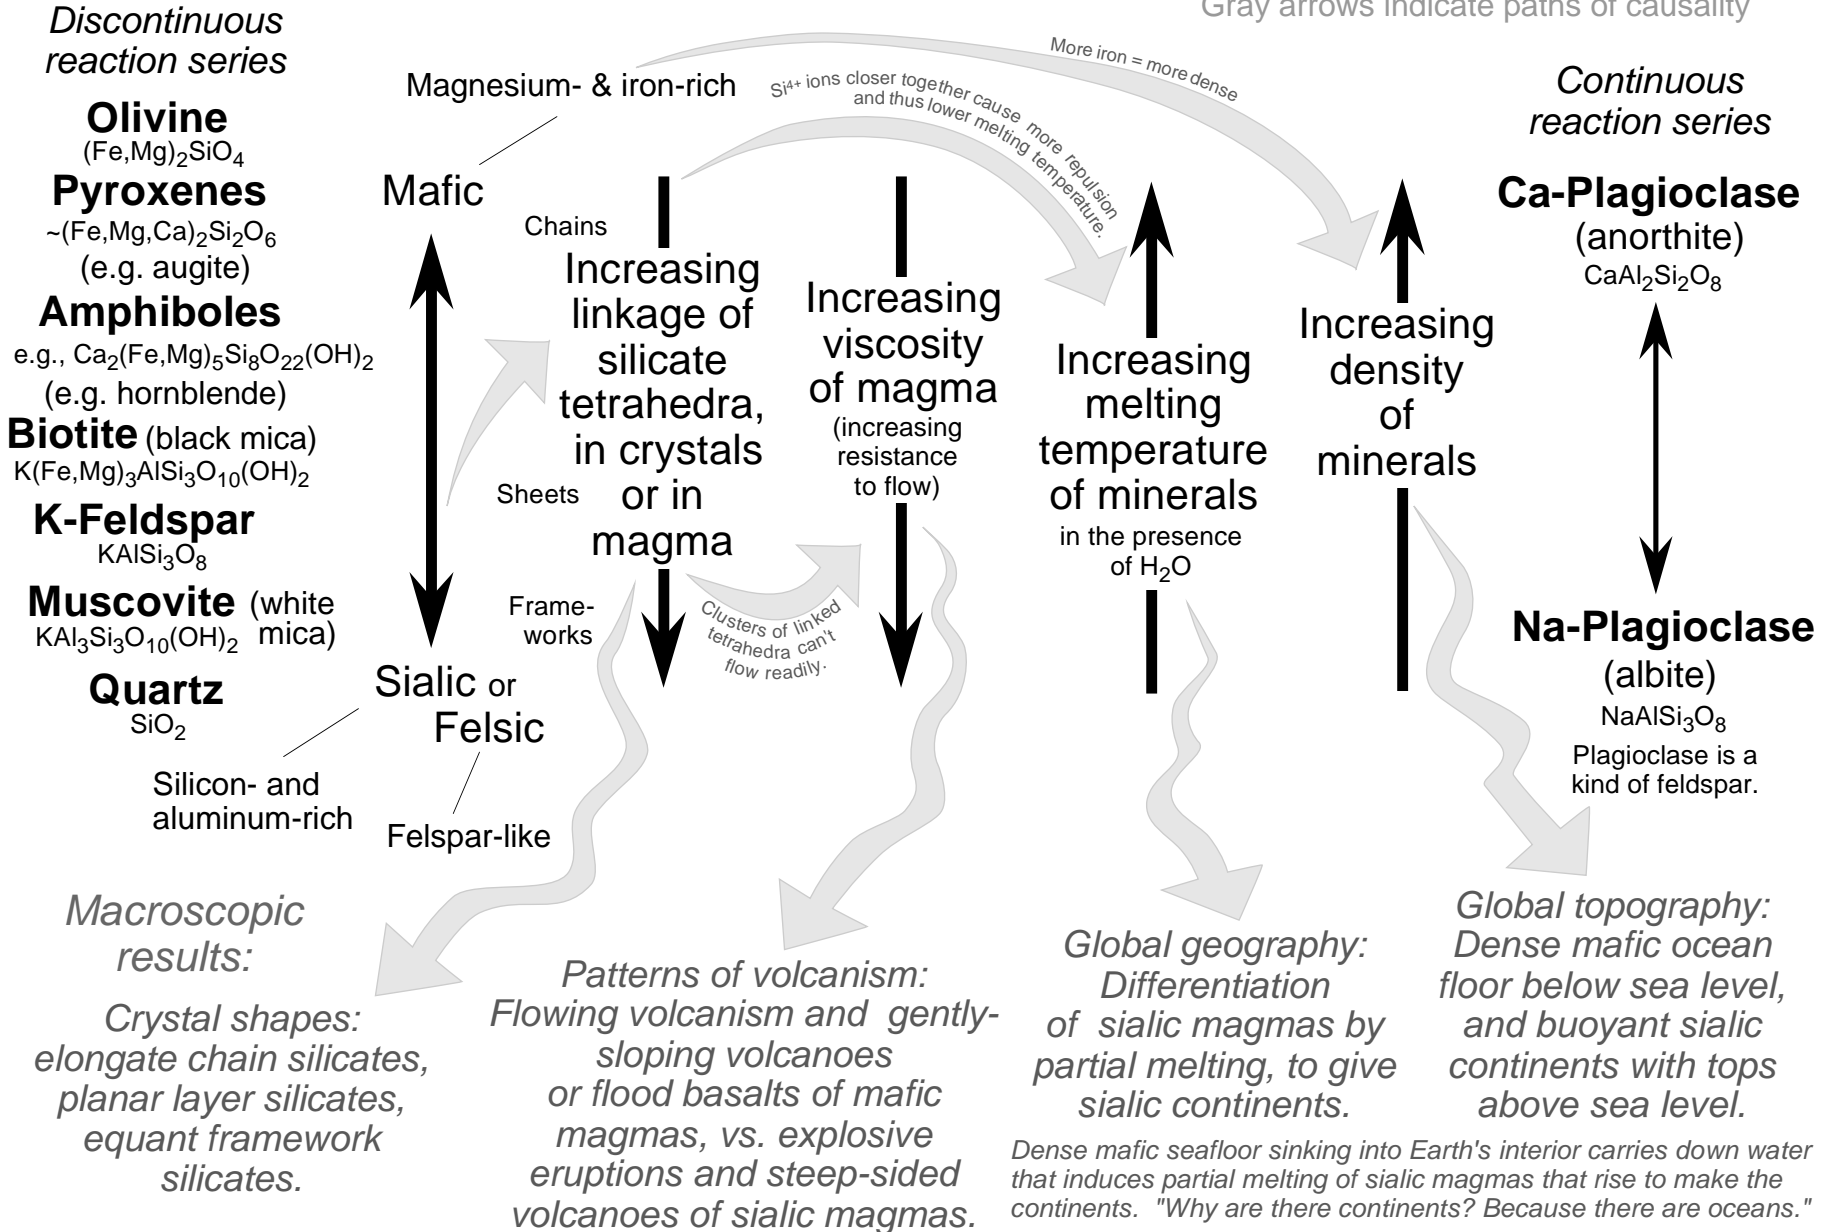 Gray arrows indicate paths of causality
Discontinuous
reaction series
Olivine
(Fe,Mg)₂SiO₄
Pyroxenes
~(Fe,Mg,Ca)₂Si₂O₆
(e.g. augite)
Amphiboles
e.g., Ca₂(Fe,Mg)₅Si₈O₂₂(OH)₂
(e.g. hornblende)
Biotite (black mica)
K(Fe,Mg)₃AlSi₃O₁₀(OH)₂
K-Feldspar
KAlSi₃O₈
Muscovite (white
KAl₃Si₃O₁₀(OH)₂ mica)
Quartz
SiO₂
Magnesium- & iron-rich
Mafic
Sialic or
Felsic
Silicon- and
aluminum-rich
Felspar-like
Chains
Sheets
Frame-
works
Increasing
linkage of
silicate
tetrahedra,
in crystals
or in
magma
Clusters of linked
tetrahedra can't
flow readily.
Increasing
viscosity
of magma
(increasing
resistance
to flow)
Si⁴⁺ ions closer together cause more repulsion
and thus lower melting temperature.
Increasing
melting
temperature
of minerals
in the presence
of H₂O
More iron = more dense
Increasing
density
of
minerals
Continuous
reaction series
Ca-Plagioclase
(anorthite)
CaAl₂Si₂O₈
Na-Plagioclase
(albite)
NaAlSi₃O₈
Plagioclase is a
kind of feldspar.
Macroscopic
results:
Crystal shapes:
elongate chain silicates,
planar layer silicates,
equant framework
silicates.
Patterns of volcanism:
Flowing volcanism and gently-
sloping volcanoes
or flood basalts of mafic
magmas, vs. explosive
eruptions and steep-sided
volcanoes of sialic magmas.
Global geography:
Differentiation
of sialic magmas by
partial melting, to give
sialic continents.
Global topography:
Dense mafic ocean
floor below sea level,
and buoyant sialic
continents with tops
above sea level.
Dense mafic seafloor sinking into Earth's interior carries down water
that induces partial melting of sialic magmas that rise to make the
continents. "Why are there continents? Because there are oceans."